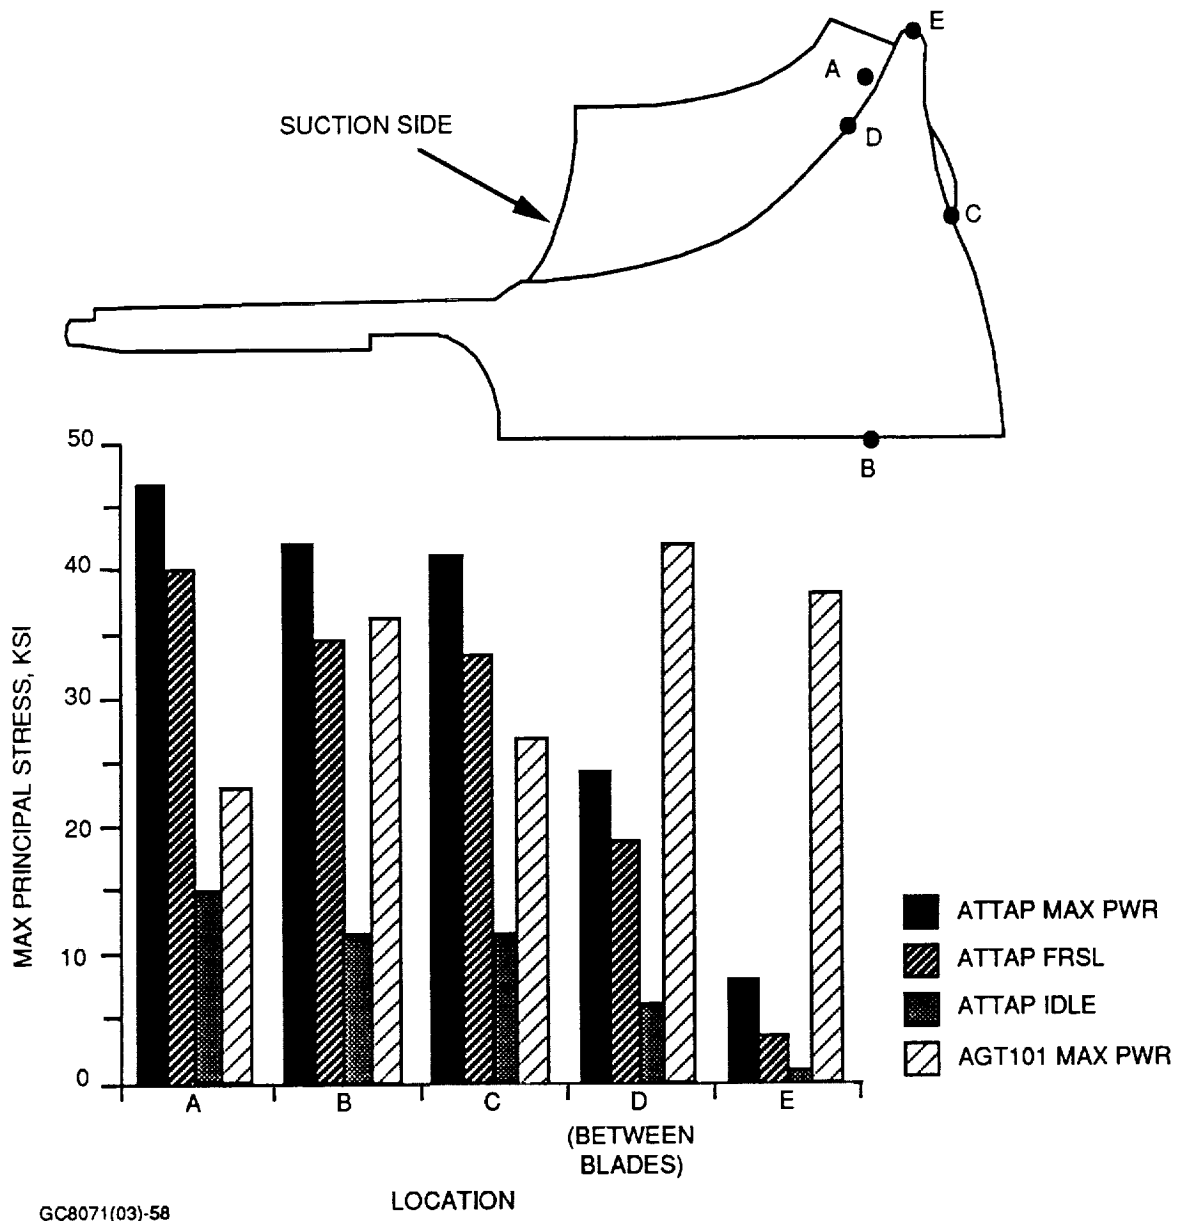 E
A
SUCTION SIDE
D
C
B
50
40
30
20
10
0
MAX PRINCIPAL STRESS, KSI
ATTAP MAX PWR
ATTAP FRSL
ATTAP IDLE
AGT101 MAX PWR
A
B
C
D
E
(BETWEEN
BLADES)
LOCATION
GC8071(03)-58